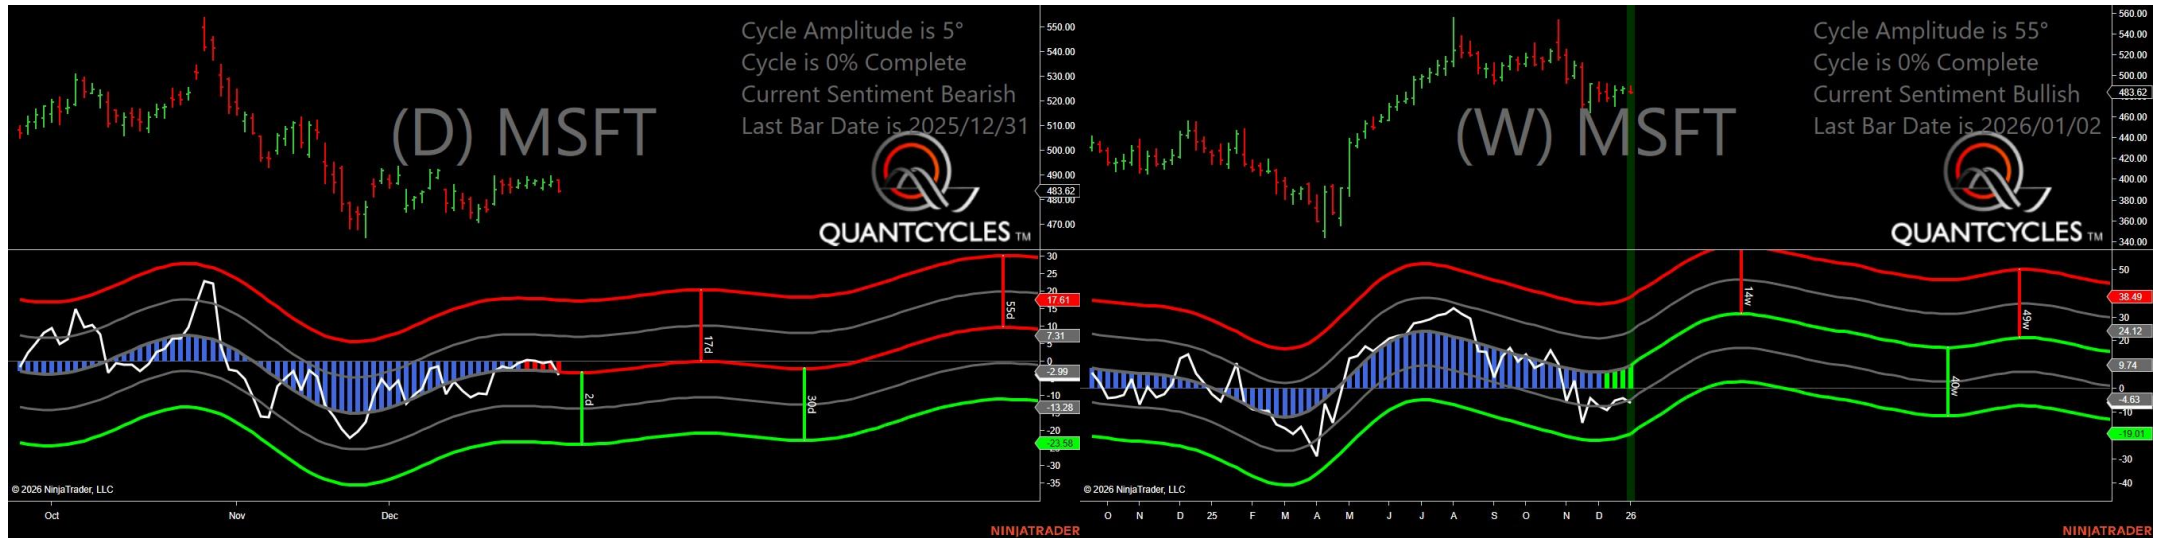 Cycle Amplitude is 5°
Cycle is 0% Complete
Current Sentiment Bearish
Last Bar Date is 2025/12/31
(D) MSFT
QUANTCYCLES TM
550.00
540.00
530.00
520.00
510.00
500.00
490.00
483.62
480.00
470.00
30
25
20
17.61
15
10
7.31
5
0
-2.99
-5
-10
-13.28
-15
-20
-23.58
-30
-35
17d
55d
2d
30d
© 2026 NinjaTrader, LLC
Oct
Nov
Dec
NINJATRADER
Cycle Amplitude is 55°
Cycle is 0% Complete
Current Sentiment Bullish
Last Bar Date is 2026/01/02
(W) MSFT
QUANTCYCLES TM
560.00
540.00
520.00
500.00
483.62
460.00
440.00
420.00
400.00
380.00
360.00
340.00
50
38.49
30
24.12
20
9.74
0
-4.63
-10
-19.01
-30
-40
14w
49w
40w
© 2026 NinjaTrader, LLC
O N D 25 F M A M J J A S O N D 26
NINJATRADER